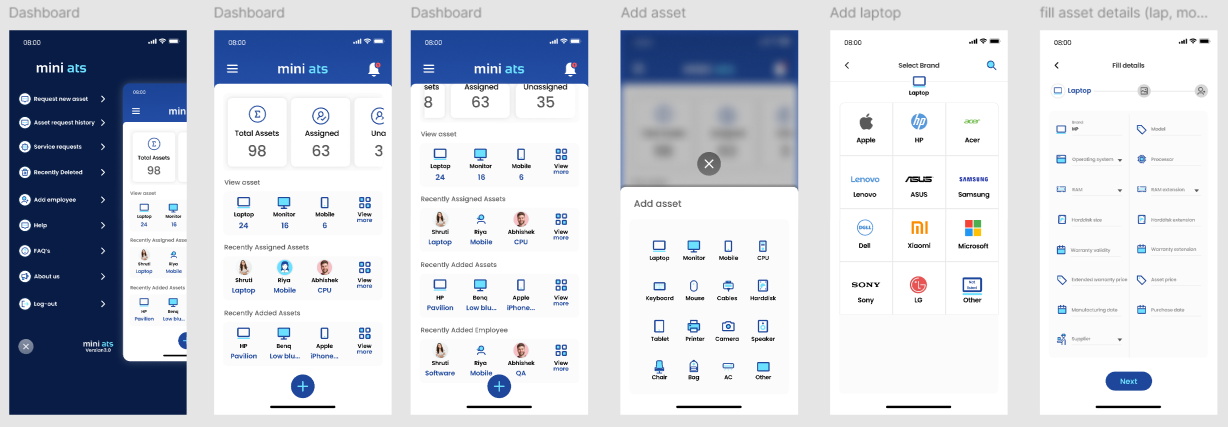 Dashboard
08:00
mini ats
Request new asset
Asset request history
Service requests
Recently Deleted
Add employee
Help
FAQ's
About us
Log-out
mini ats
Version3.0
08:00
min
Total Assets
98
View asset
Laptop
Monitor
24
16
Recently Assigned Asse
Shruti
Riya
Laptop
Mobile
Recently Added Assets
HP
Benq
Pavilion
Low blu...
Dashboard
08:00
mini ats
Total Assets
Assigned
Una
98
63
3
View asset
Laptop
Monitor
Mobile
View more
24
16
6
Recently Assigned Assets
Shruti
Riya
Abhishek
View more
Laptop
Mobile
CPU
Recently Added Assets
HP
Benq
Apple
View more
Pavilion
Low blu...
iPhone...
Dashboard
08:00
mini ats
sets
Assigned
Unassigned
8
63
35
View asset
Laptop
Monitor
Mobile
View more
24
16
6
Recently Assigned Assets
Shruti
Riya
Abhishek
View more
Laptop
Mobile
CPU
Recently Added Assets
HP
Benq
Apple
View more
Pavilion
Low blu...
iPhone...
Recently Added Employee
Shruti
Riya
Abhishek
View more
Software
Mobile
QA
Add asset
Add asset
Laptop
Monitor
Mobile
CPU
Keyboard
Mouse
Cables
Harddisk
Tablet
Printer
Camera
Speaker
Chair
Bag
AC
Other
Add laptop
08:00
Select Brand
Laptop
Apple
hp
HP
acer
Acer
Lenovo
Lenovo
ASUS
ASUS
SAMSUNG
Samsung
DELL
Dell
Xiaomi
Microsoft
SONY
Sony
LG
Not listed
Other
fill asset details (lap, mo...
08:00
Fill details
Laptop
Brand
HP
Model
Operating system
Processor
RAM
RAM extension
Harddisk size
Harddisk extension
Warranty validity
Warranty extension
Extended warranty price
Asset price
Manufacturing date
Purchase date
Supplier
Next